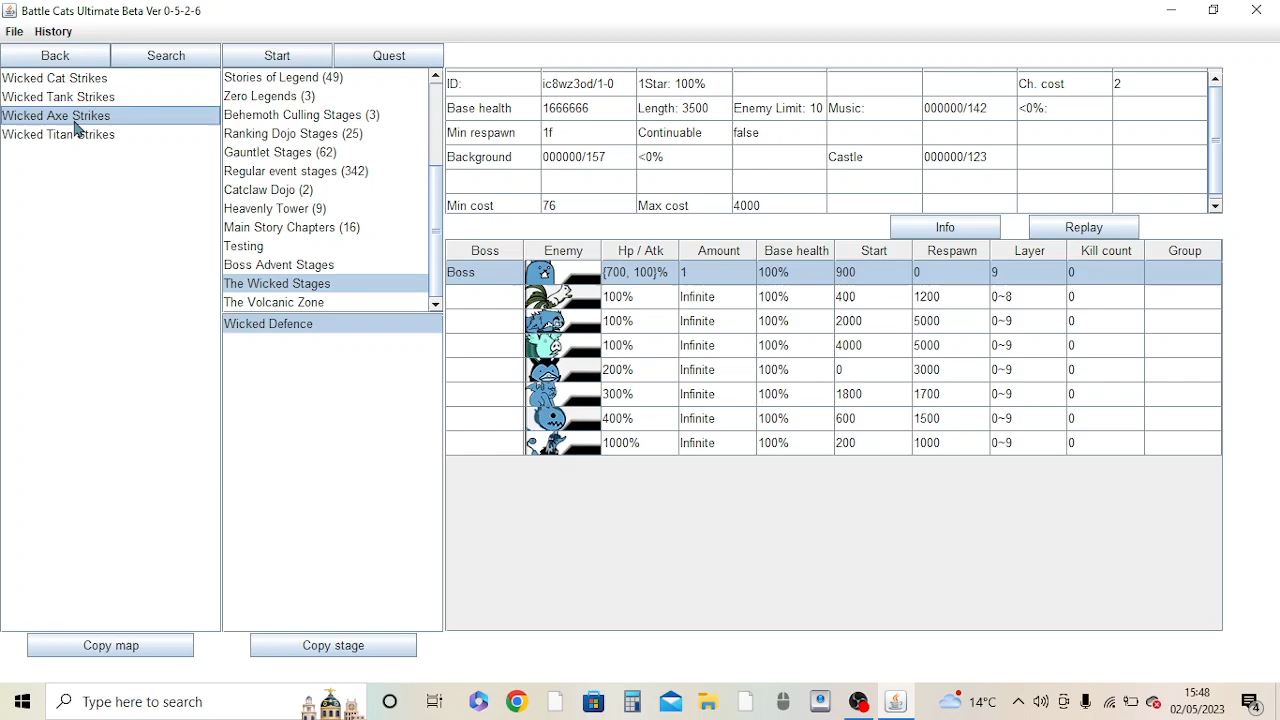 Battle Cats Ultimate Beta Ver 0-5-2-6
File History
Back Search Start Quest
Wicked Cat Strikes
Wicked Tank Strikes
Wicked Axe Strikes
Wicked Titan Strikes
Stories of Legend (49)
Zero Legends (3)
Behemoth Culling Stages (3)
Ranking Dojo Stages (25)
Gauntlet Stages (62)
Regular event stages (342)
Catclaw Dojo (2)
Heavenly Tower (9)
Main Story Chapters (16)
Testing
Boss Advent Stages
The Wicked Stages
The Volcanic Zone
Wicked Defence
ID: ic8wz3od/1-0 1Star: 100% Ch. cost 2
Base health 1666666 Length: 3500 Enemy Limit: 10 Music: 000000/142 <0%:
Min respawn 1f Continuable false
Background 000000/157 <0% Castle 000000/123
Min cost 76 Max cost 4000
Info Replay
Boss Enemy Hp / Atk Amount Base health Start Respawn Layer Kill count Group
Boss {700, 100}% 1 100% 900 0 9 0
100% Infinite 100% 400 1200 0~8 0
100% Infinite 100% 2000 5000 0~9 0
100% Infinite 100% 4000 5000 0~9 0
200% Infinite 100% 0 3000 0~9 0
300% Infinite 100% 1800 1700 0~9 0
400% Infinite 100% 600 1500 0~9 0
1000% Infinite 100% 200 1000 0~9 0
Copy map Copy stage
Type here to search
14°C
15:48
02/05/2023
4